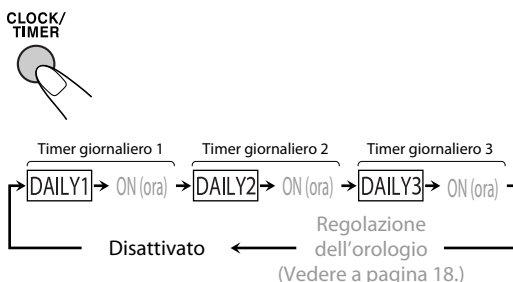 CLOCK/
TIMER
Timer giornaliero 1 Timer giornaliero 2 Timer giornaliero 3
DAILY1 ON (ora) DAILY2 ON (ora) DAILY3 ON (ora)
Disattivato Regolazione
dell'orologio
(Vedere a pagina 18.)